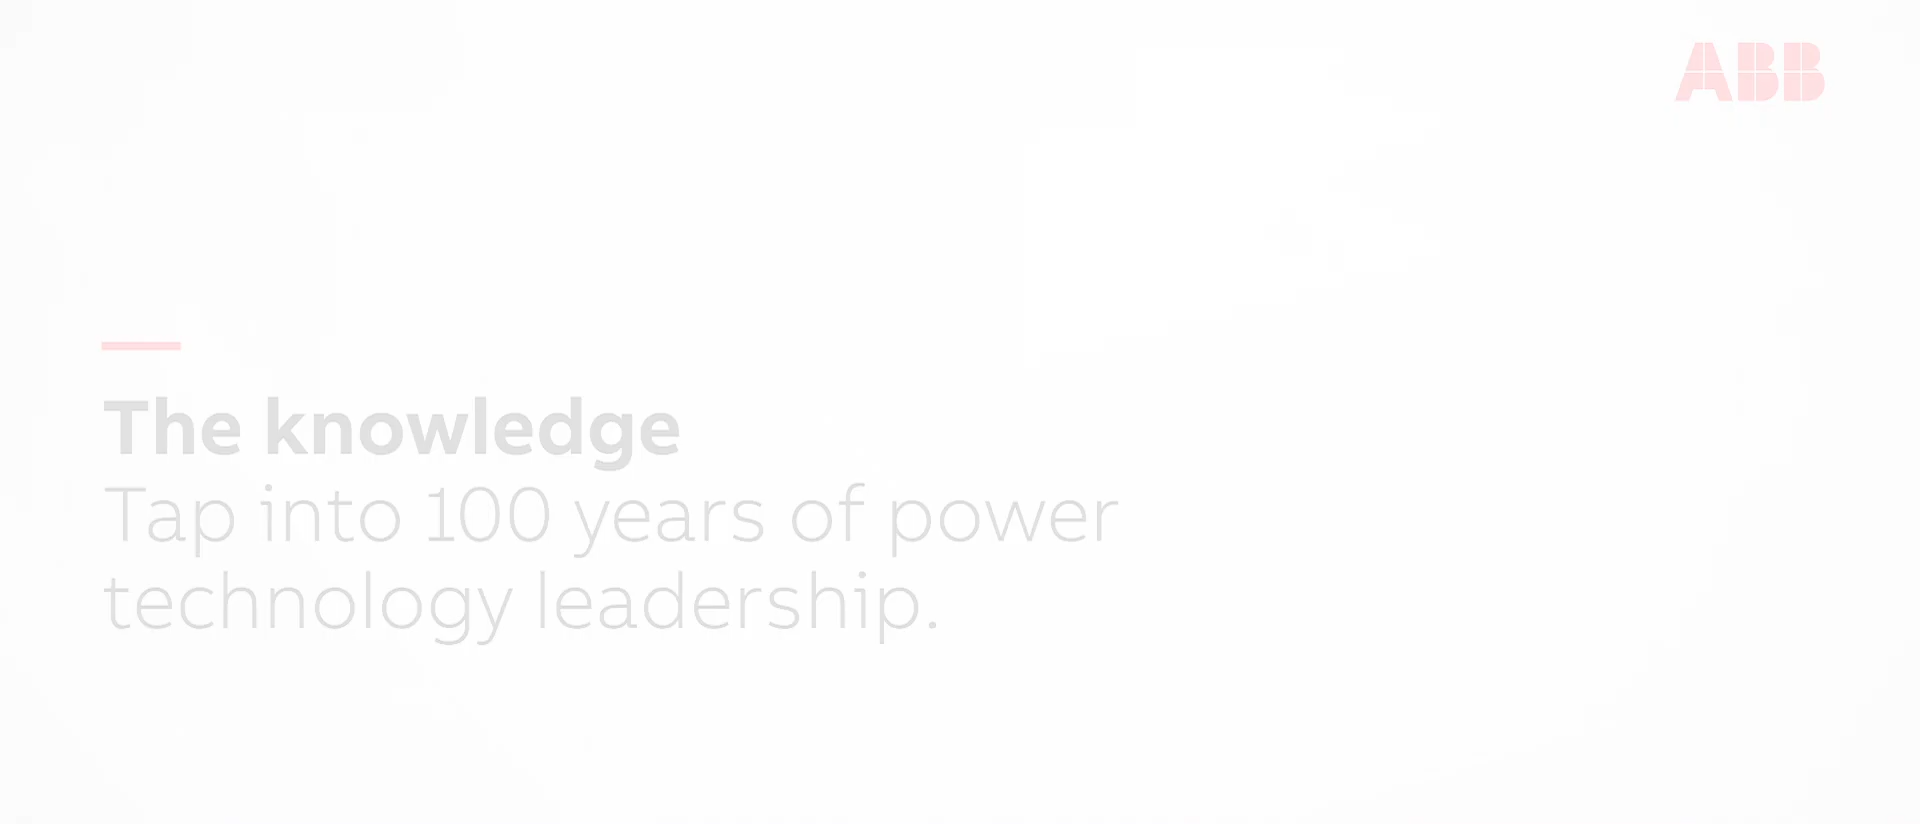 ABB
The knowledge
Tap into 100 years of power
technology leadership.